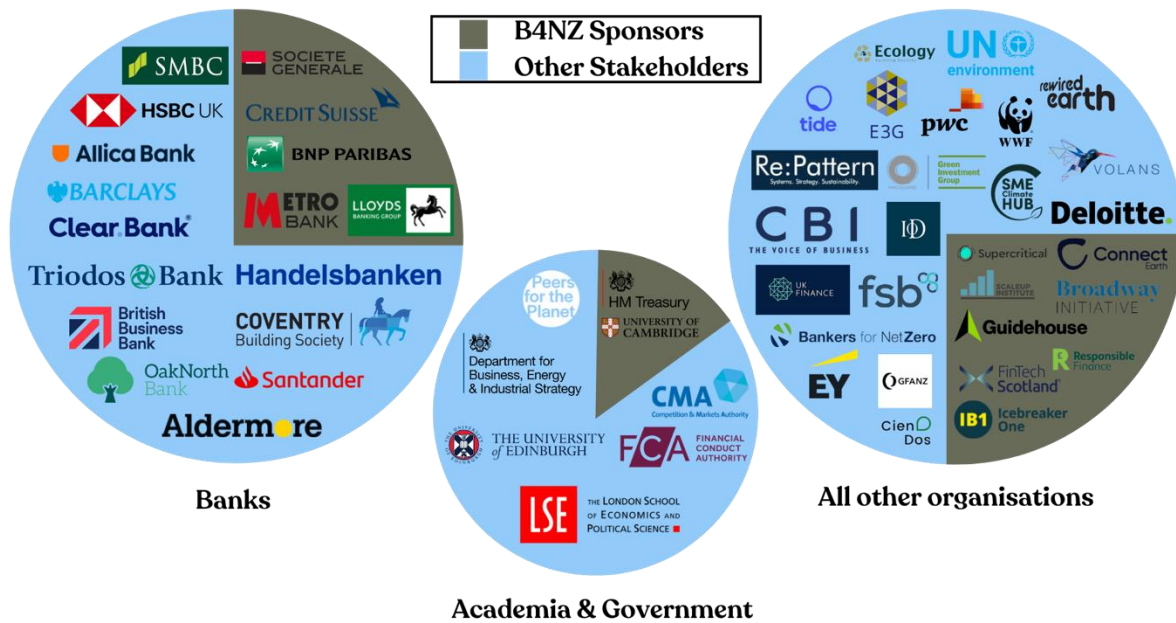 B4NZ Sponsors
Other Stakeholders
SMBC
SOCIETE
GENERALE
HSBC UK
CREDIT SUISSE
Allica Bank
BNP PARIBAS
BARCLAYS
METRO
BANK
LLOYDS
BANKING GROUP
Clear.Bank
Triodos Bank
Handelsbanken
British
Business
Bank
COVENTRY
Building Society
OakNorth
Bank
Santander
Aldermore
Banks
Peers
for the
Planet
HM Treasury
UNIVERSITY OF
CAMBRIDGE
Department for
Business, Energy
& Industrial Strategy
CMA
Competition & Markets Authority
THE UNIVERSITY
of EDINBURGH
FCA
FINANCIAL
CONDUCT
AUTHORITY
LSE
THE LONDON SCHOOL
OF ECONOMICS AND
POLITICAL SCIENCE
Academia & Government
Ecology
UN
environment
tide
E3G
pwc
WWF
rewired
earth
Re:Pattern
Systems. Strategy. Sustainability.
Green
Investment
Group
SME
Climate
HUB
VOLANS
Deloitte.
CBI
THE VOICE OF BUSINESS
IOD
Supercritical
Connect
Earth
UK
FINANCE
fsb
SCALEUP
INSTITUTE
Broadway
INITIATIVE
Bankers for NetZero
Guidehouse
EY
GFANZ
FinTech
Scotland
Responsible
Finance
Cien
Dos
IB1
Icebreaker
One
All other organisations